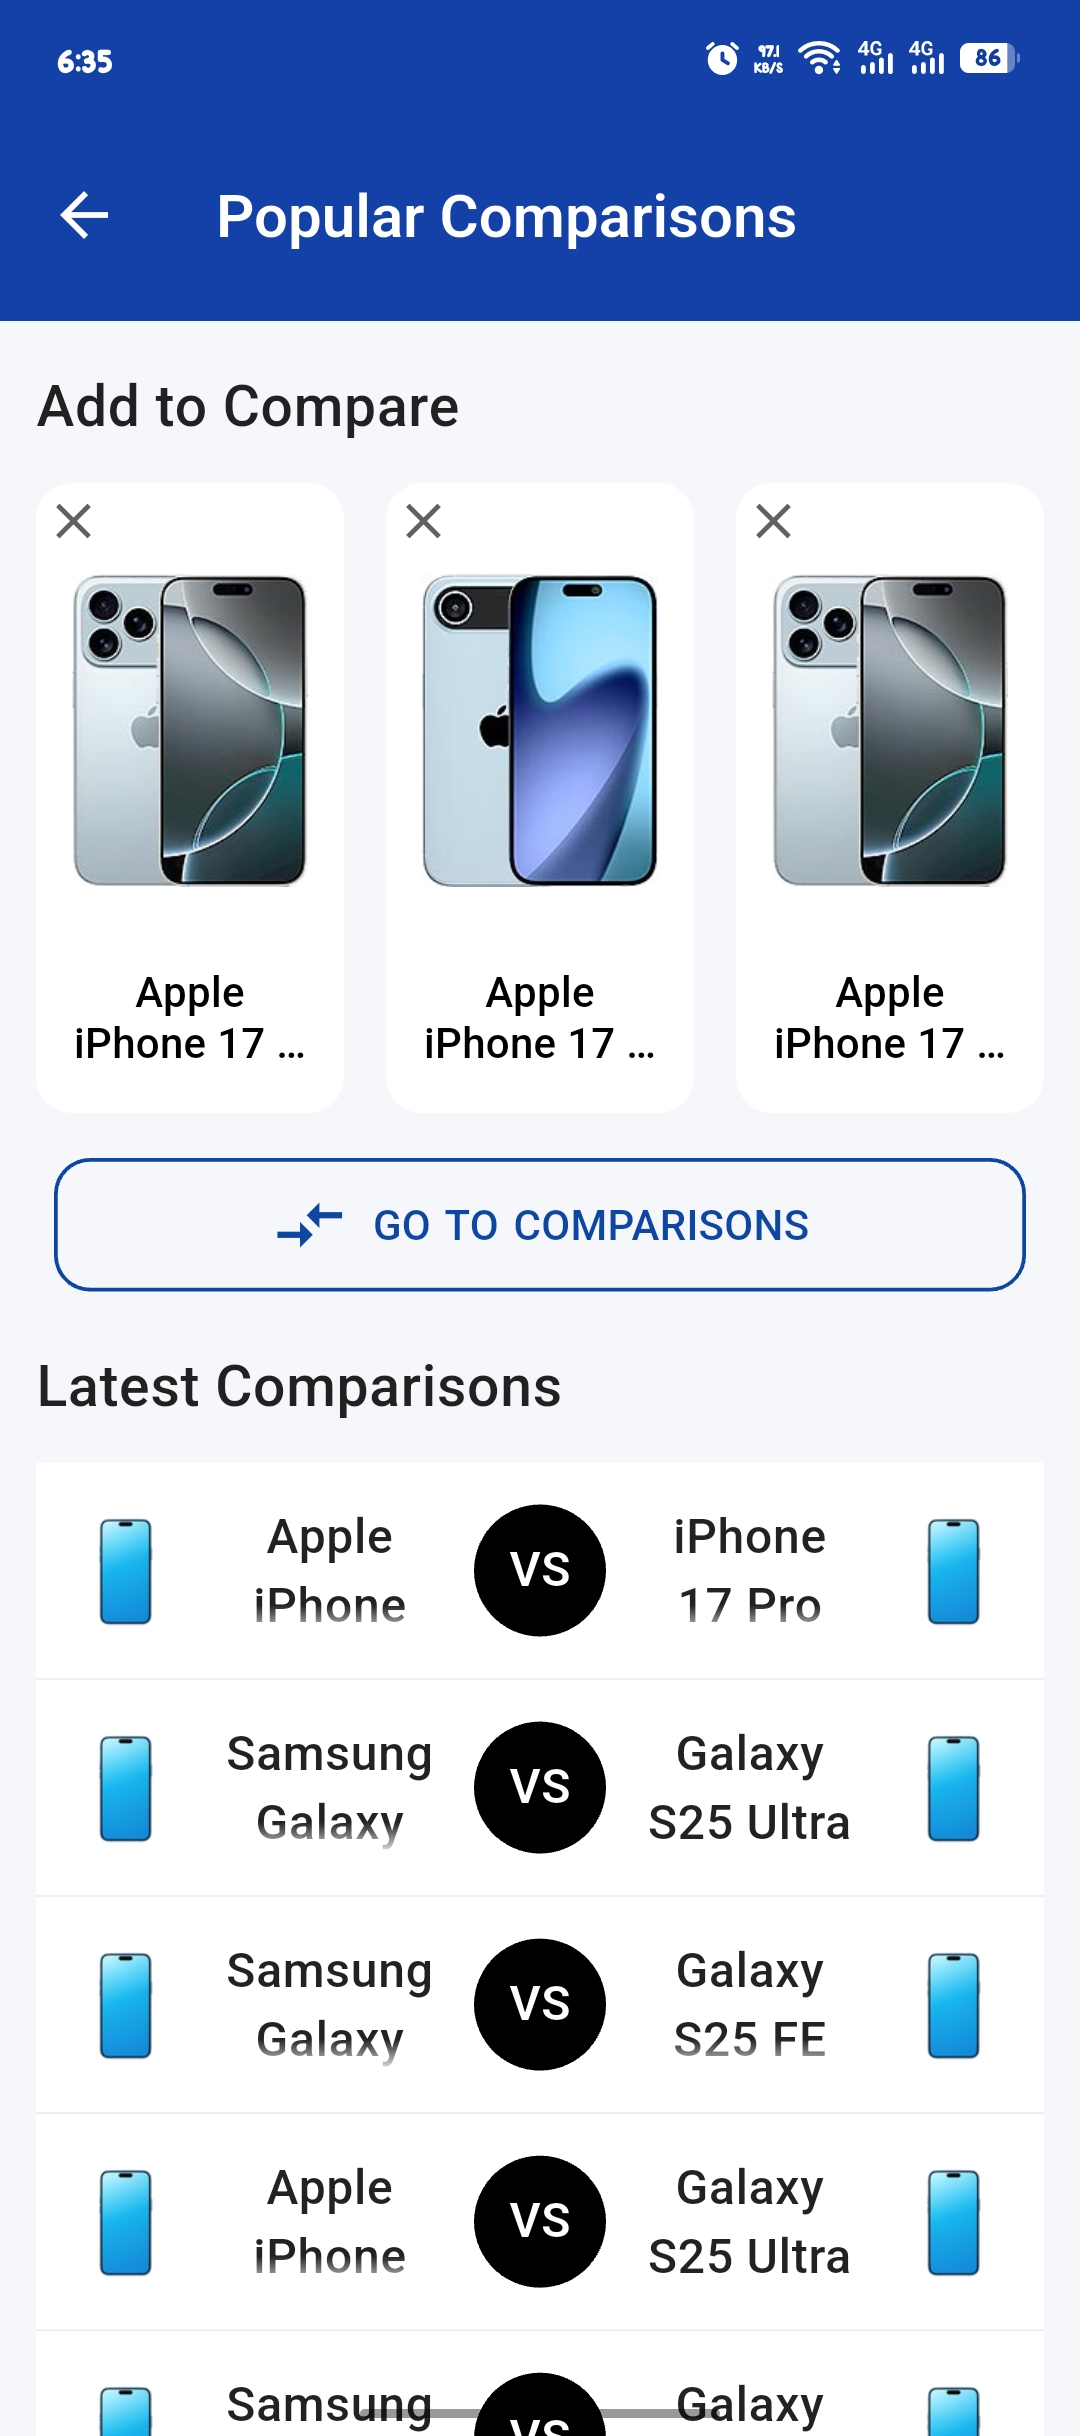 6:35
97.1
KB/S
4G
4G
86
Popular Comparisons
Add to Compare
Apple
iPhone 17 ...
Apple
iPhone 17 ...
Apple
iPhone 17 ...
GO TO COMPARISONS
Latest Comparisons
Apple
iPhone
VS
iPhone
17 Pro
Samsung
Galaxy
VS
Galaxy
S25 Ultra
Samsung
Galaxy
VS
Galaxy
S25 FE
Apple
iPhone
VS
Galaxy
S25 Ultra
Samsung
VS
Galaxy